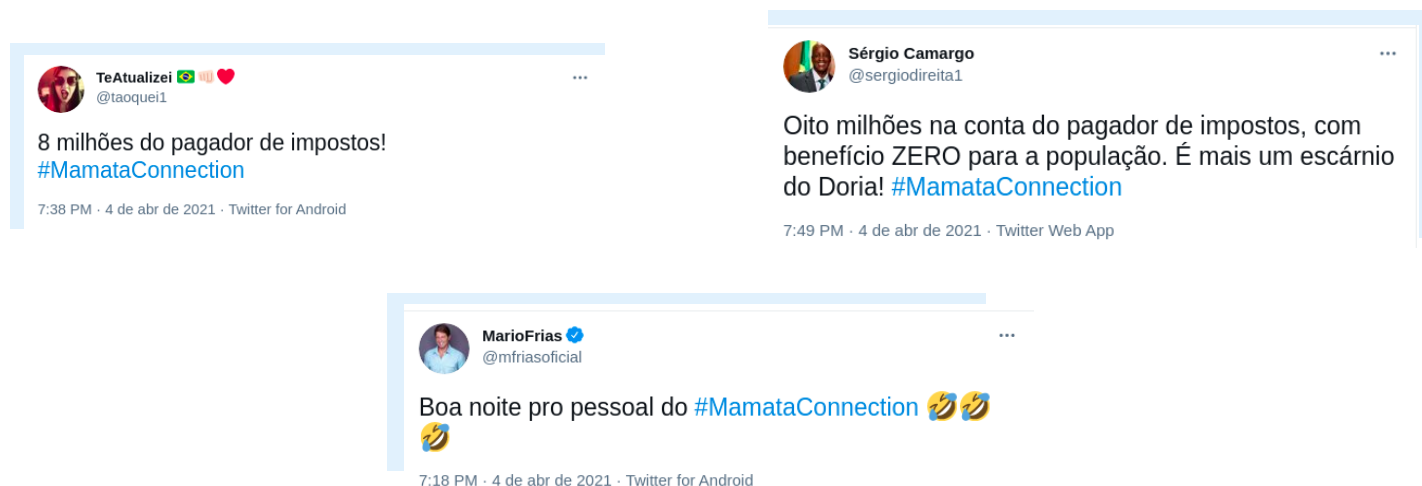 TeAtualizei 🇧🇷👊🏻❤️
@taoquei1
8 milhões do pagador de impostos!
#MamataConnection
7:38 PM · 4 de abr de 2021 · Twitter for Android
Sérgio Camargo
@sergiodireita1
Oito milhões na conta do pagador de impostos, com
benefício ZERO para a população. É mais um escárnio
do Doria! #MamataConnection
7:49 PM · 4 de abr de 2021 · Twitter Web App
MarioFrias
@mfriasoficial
Boa noite pro pessoal do #MamataConnection 🤣🤣
🤣
7:18 PM · 4 de abr de 2021 · Twitter for Android